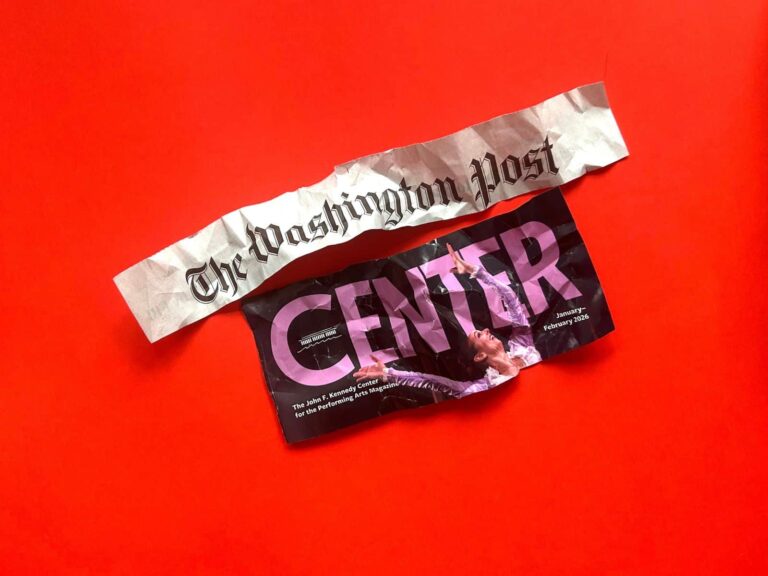 The Washington Post
CENTER
January–
February 2026
The John F. Kennedy Center
for the Performing Arts Magazine